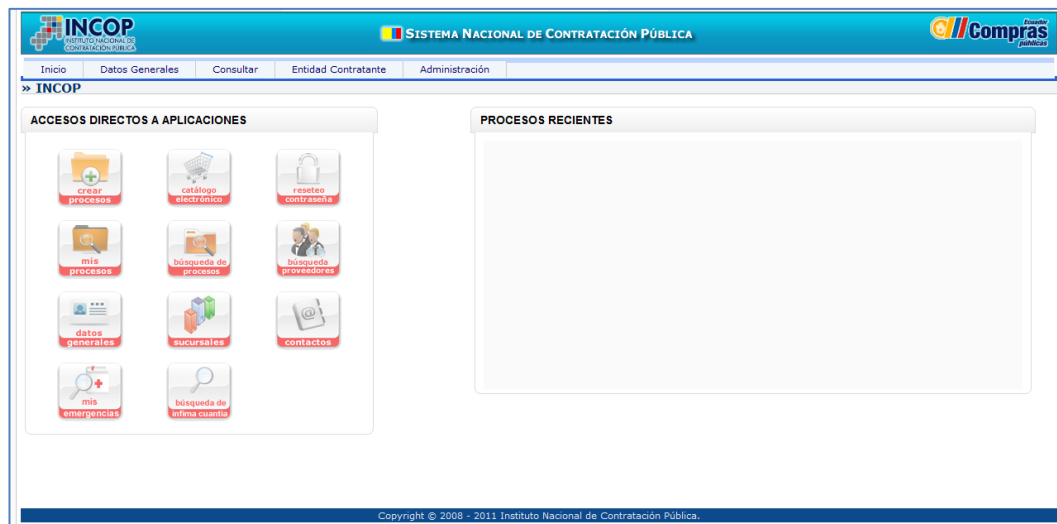 INCOP
INSTITUTO NACIONAL DE
CONTRATACIÓN PÚBLICA
SISTEMA NACIONAL DE CONTRATACIÓN PÚBLICA
Ecuador
Compras
públicas
Inicio Datos Generales Consultar Entidad Contratante Administración
» INCOP
ACCESOS DIRECTOS A APLICACIONES
crear
procesos
catálogo
electrónico
reseteo
contraseña
mis
procesos
búsqueda de
procesos
búsqueda
proveedores
datos
generales
sucursales
contactos
mis
emergencias
búsqueda de
ínfima cuantía
PROCESOS RECIENTES
Copyright © 2008 - 2011 Instituto Nacional de Contratación Pública.